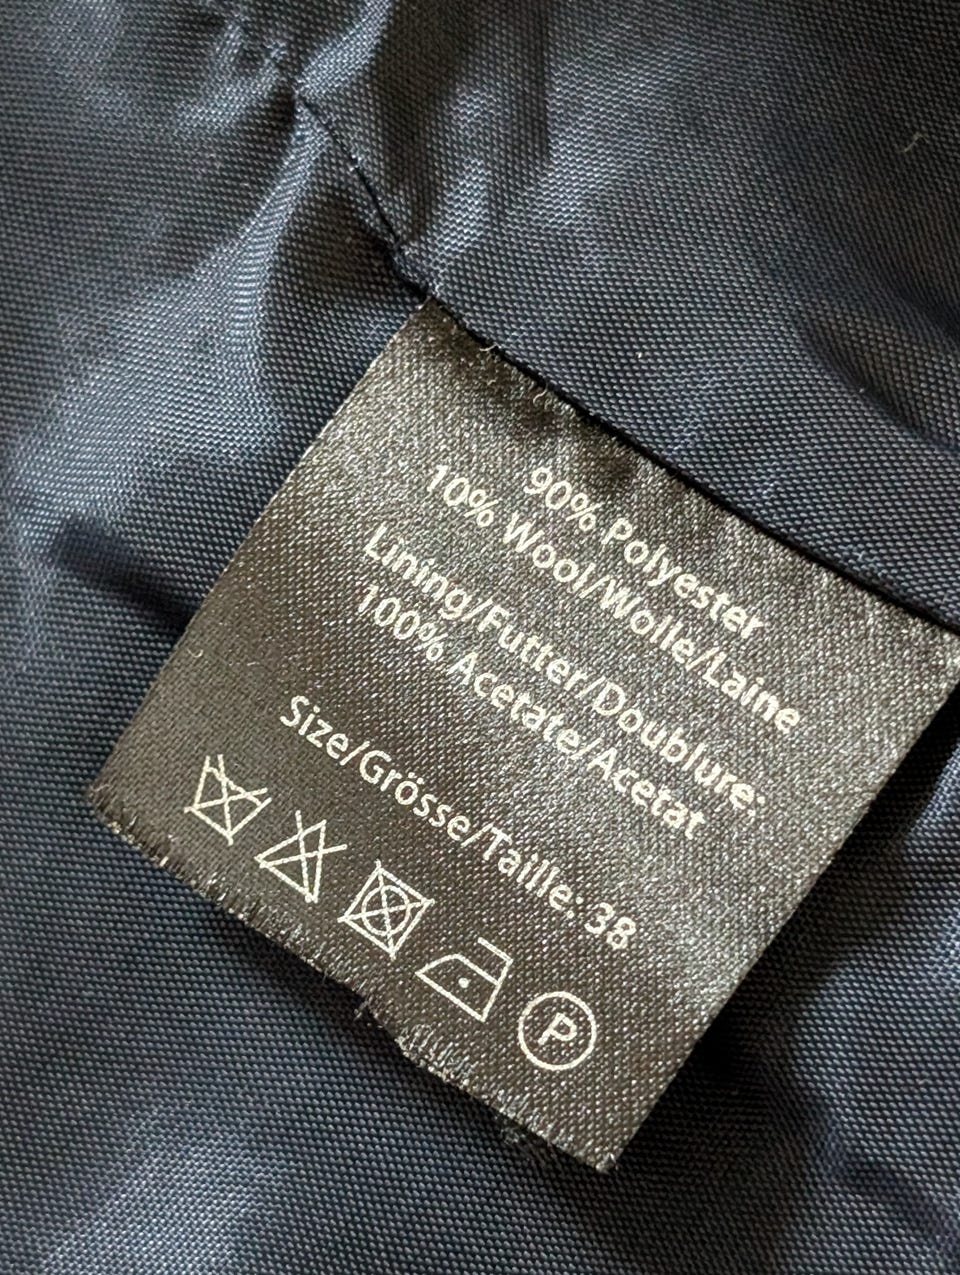 90% Polyester
10% Wool/Wolle/Laine
Lining/Futter/Doublure:
100% Acetate/Acetat
Size/Grösse/Taille: 38
P